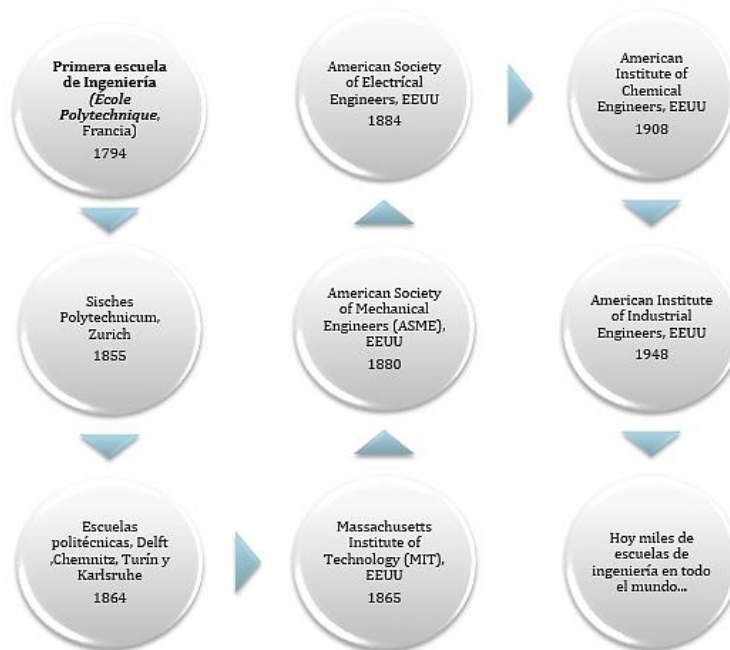 Primera escuela
de Ingeniería
(Ecole
Polytechnique,
Francia)
1794
Sisches
Polytechnicum,
Zurich
1855
Escuelas
politécnicas, Delft
,Chemnitz, Turín y
Karlsruhe
1864
Massachusetts
Institute of
Technology (MIT),
EEUU
1865
American Society
of Mechanical
Engineers (ASME),
EEUU
1880
American Society
of Electrícal
Engineers, EEUU
1884
American
Institute of
Chemical
Engineers, EEUU
1908
American Institute
of Industrial
Engineers, EEUU
1948
Hoy miles de
escuelas de
ingeniería en todo
el mundo...